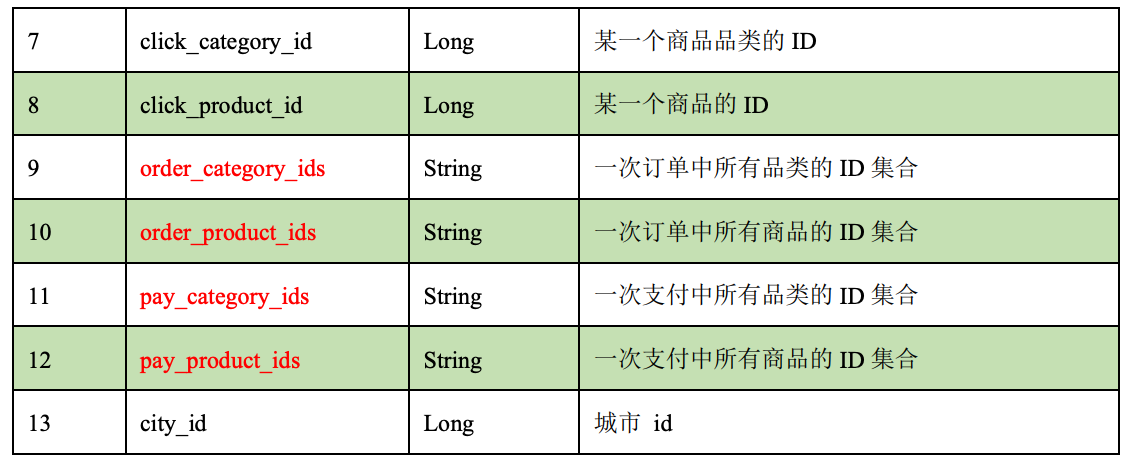 7 click_category_id Long 某一个商品品类的 ID
8 click_product_id Long 某一个商品的 ID
9 order_category_ids String 一次订单中所有品类的 ID 集合
10 order_product_ids String 一次订单中所有商品的 ID 集合
11 pay_category_ids String 一次支付中所有品类的 ID 集合
12 pay_product_ids String 一次支付中所有商品的 ID 集合
13 city_id Long 城市 id